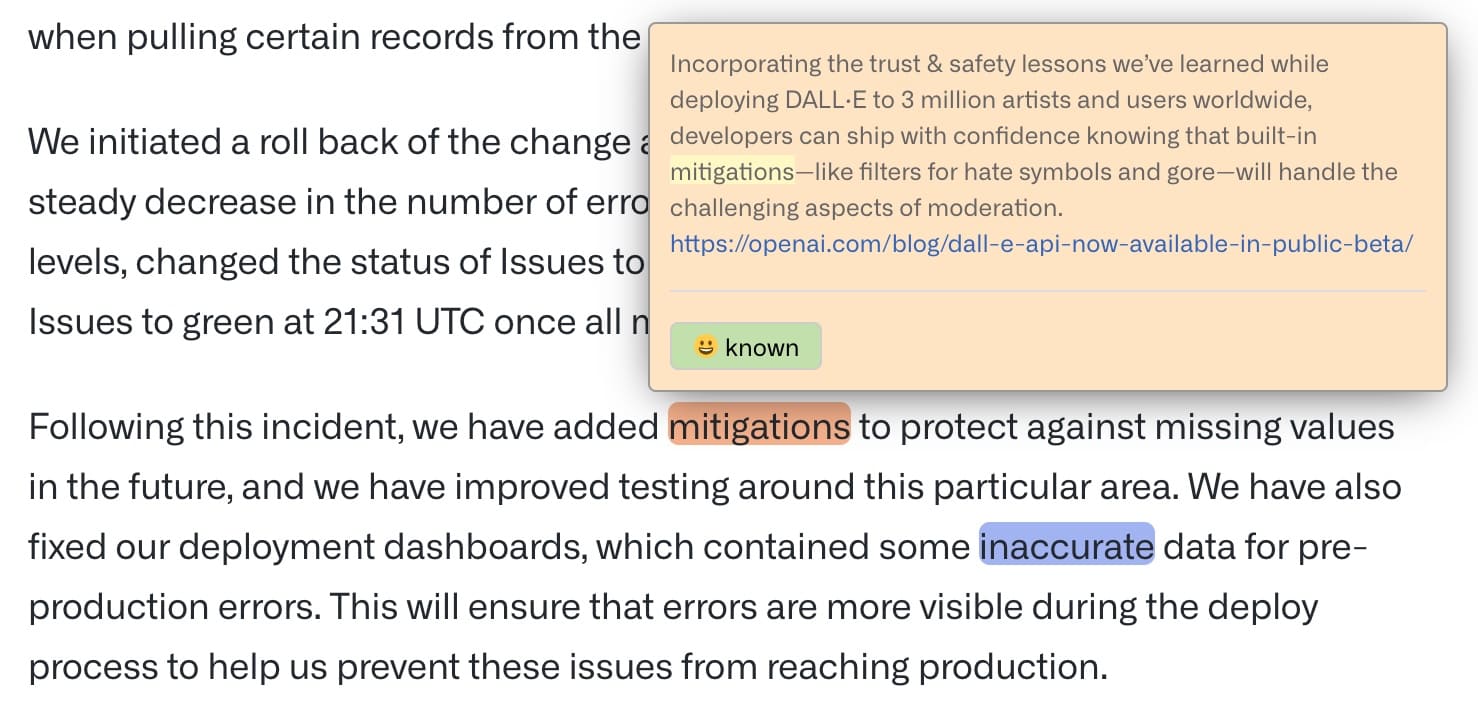 when pulling certain records from the
We initiated a roll back of the change
steady decrease in the number of erro
levels, changed the status of Issues to
Issues to green at 21:31 UTC once all
Incorporating the trust & safety lessons we’ve learned while
deploying DALL·E to 3 million artists and users worldwide,
developers can ship with confidence knowing that built-in
mitigations—like filters for hate symbols and gore—will handle the
challenging aspects of moderation.
https://openai.com/blog/dall-e-api-now-available-in-public-beta/
😃 known
Following this incident, we have added mitigations to protect against missing values
in the future, and we have improved testing around this particular area. We have also
fixed our deployment dashboards, which contained some inaccurate data for pre-
production errors. This will ensure that errors are more visible during the deploy
process to help us prevent these issues from reaching production.